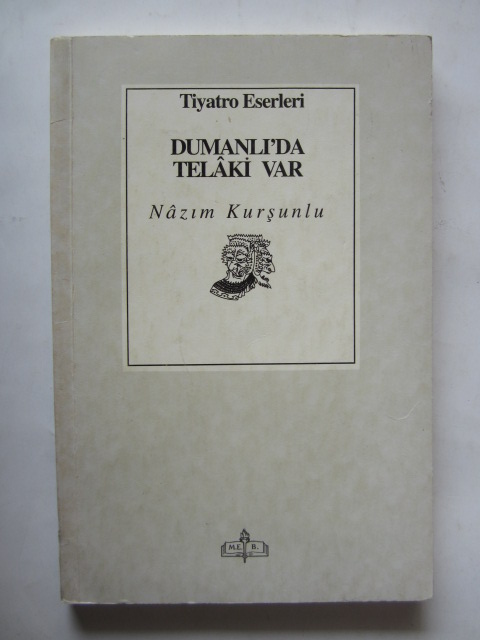 Tiyatro Eserleri
DUMANLI'DA
TELÂKİ VAR
Nâzım Kurşunlu
M.E. B.